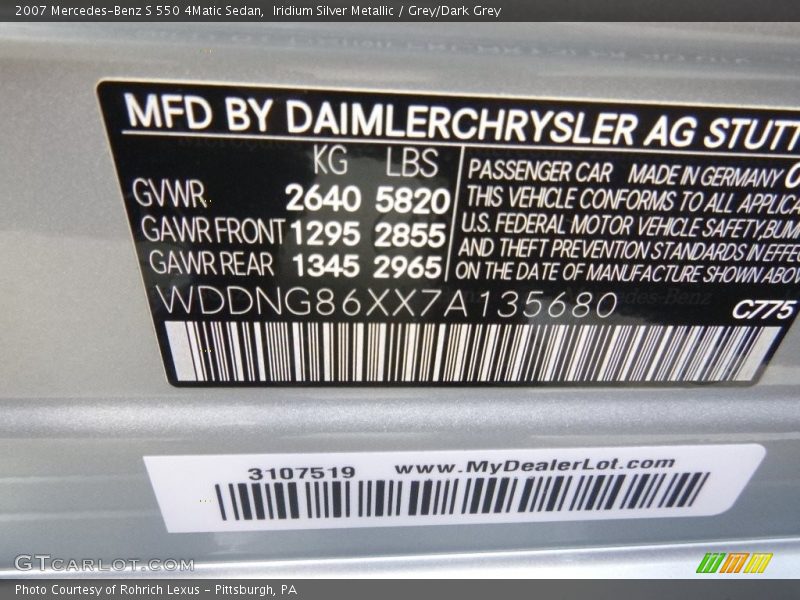 2007 Mercedes-Benz S 550 4Matic Sedan, Iridium Silver Metallic / Grey/Dark Grey
MFD BY DAIMLERCHRYSLER AG STUTT
KG LBS
GVWR 2640 5820
GAWR FRONT 1295 2855
GAWR REAR 1345 2965
PASSENGER CAR MADE IN GERMANY 0
THIS VEHICLE CONFORMS TO ALL APPLICA
U.S. FEDERAL MOTOR VEHICLE SAFETY, BUM
AND THEFT PREVENTION STANDARDS IN EFFEC
ON THE DATE OF MANUFACTURE SHOWN ABOV
WDDNG86XX7A135680
C775
3107519 www.MyDealerLot.com
GTCARLOT.COM
Photo Courtesy of Rohrich Lexus - Pittsburgh, PA